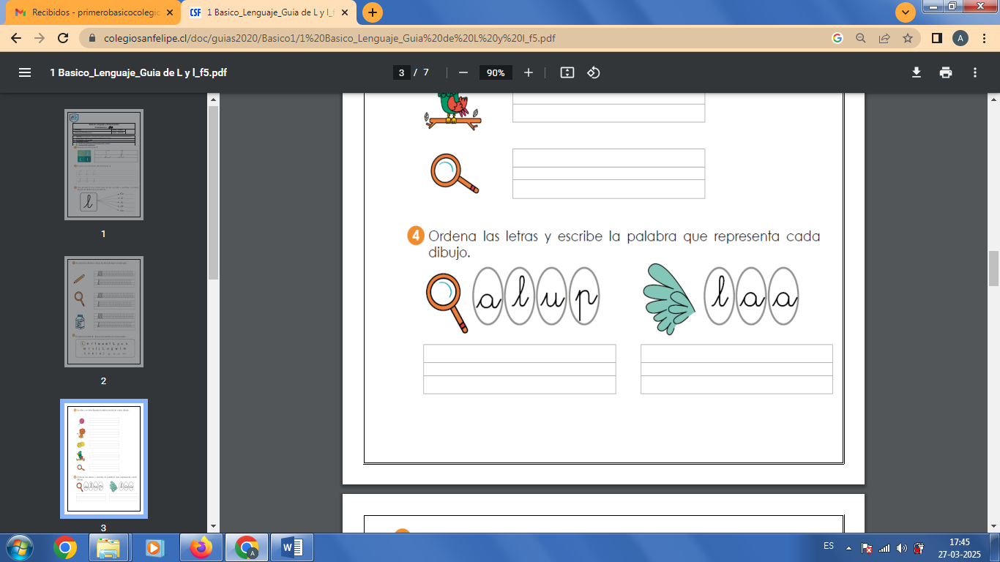 Recibidos - primerobasicocolegio
1 Basico_Lenguaje_Guia de L y l_f
colegiosanfelipe.cl/doc/guias2020/Basico1/1%20Basico_Lenguaje_Guia%20de%20L%20y%20l_f5.pdf
A
1 Basico_Lenguaje_Guia de L y l_f5.pdf
3 / 7
90%
4 Ordena las letras y escribe la palabra que representa cada
dibujo.
a l u p
l a a
1
2
3
ES
17:45
27-03-2025